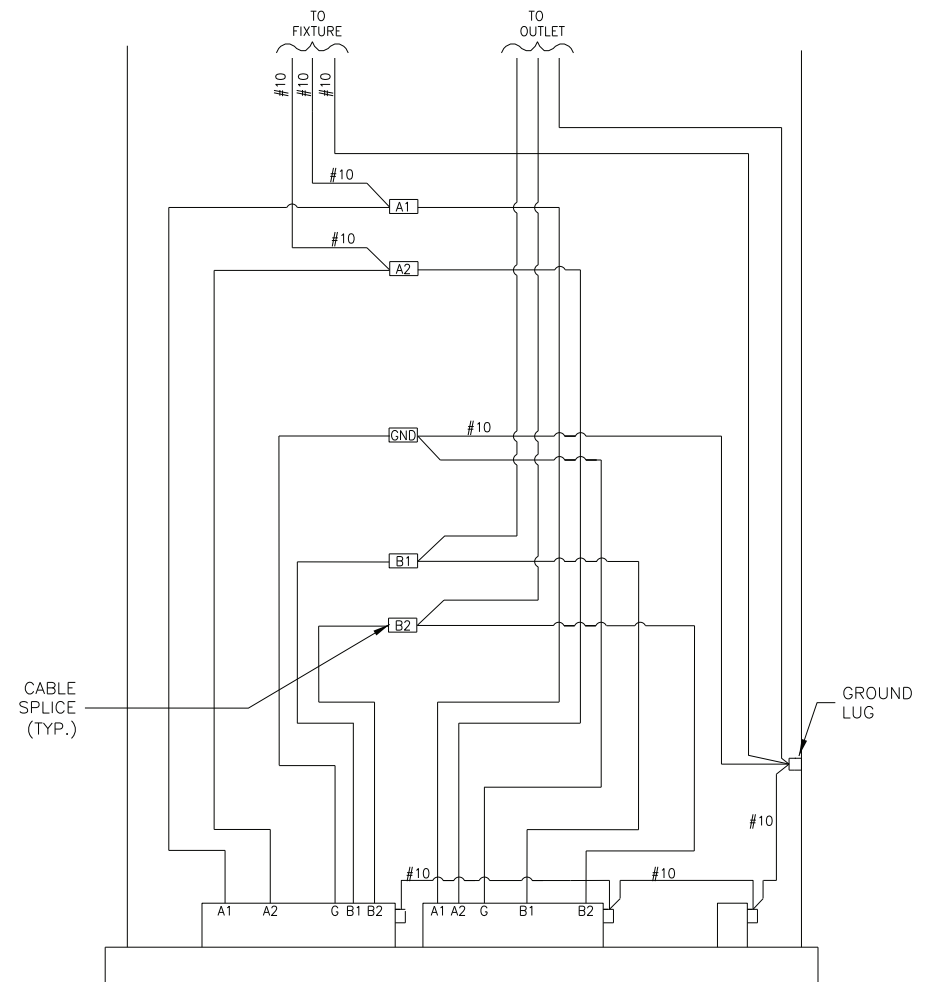 TO
FIXTURE
TO
OUTLET
#10
#10
#10
#10
A1
#10
A2
GND
#10
B1
B2
CABLE
SPLICE
(TYP.)
GROUND
LUG
#10
#10
#10
A1 A2 G B1 B2
A1 A2 G B1 B2